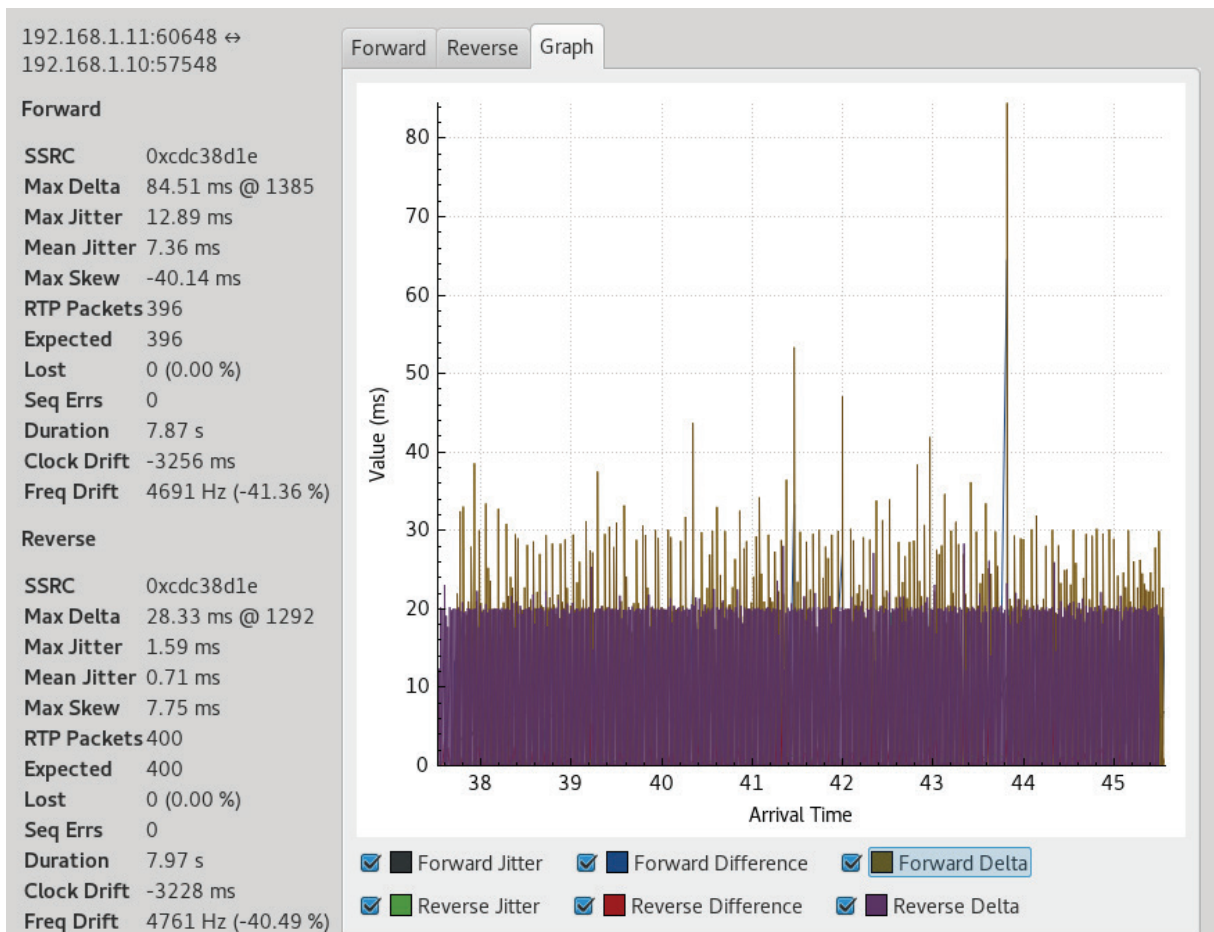 192.168.1.11:60648 ↔
192.168.1.10:57548
Forward
SSRC 0xcdc38d1e
Max Delta 84.51 ms @ 1385
Max Jitter 12.89 ms
Mean Jitter 7.36 ms
Max Skew -40.14 ms
RTP Packets 396
Expected 396
Lost 0 (0.00 %)
Seq Errs 0
Duration 7.87 s
Clock Drift -3256 ms
Freq Drift 4691 Hz (-41.36 %)
Reverse
SSRC 0xcdc38d1e
Max Delta 28.33 ms @ 1292
Max Jitter 1.59 ms
Mean Jitter 0.71 ms
Max Skew 7.75 ms
RTP Packets 400
Expected 400
Lost 0 (0.00 %)
Seq Errs 0
Duration 7.97 s
Clock Drift -3228 ms
Freq Drift 4761 Hz (-40.49 %)
Forward Reverse Graph
80
70
60
50
40
30
20
10
0
Value (ms)
38 39 40 41 42 43 44 45
Arrival Time
Forward Jitter Forward Difference Forward Delta
Reverse Jitter Reverse Difference Reverse Delta